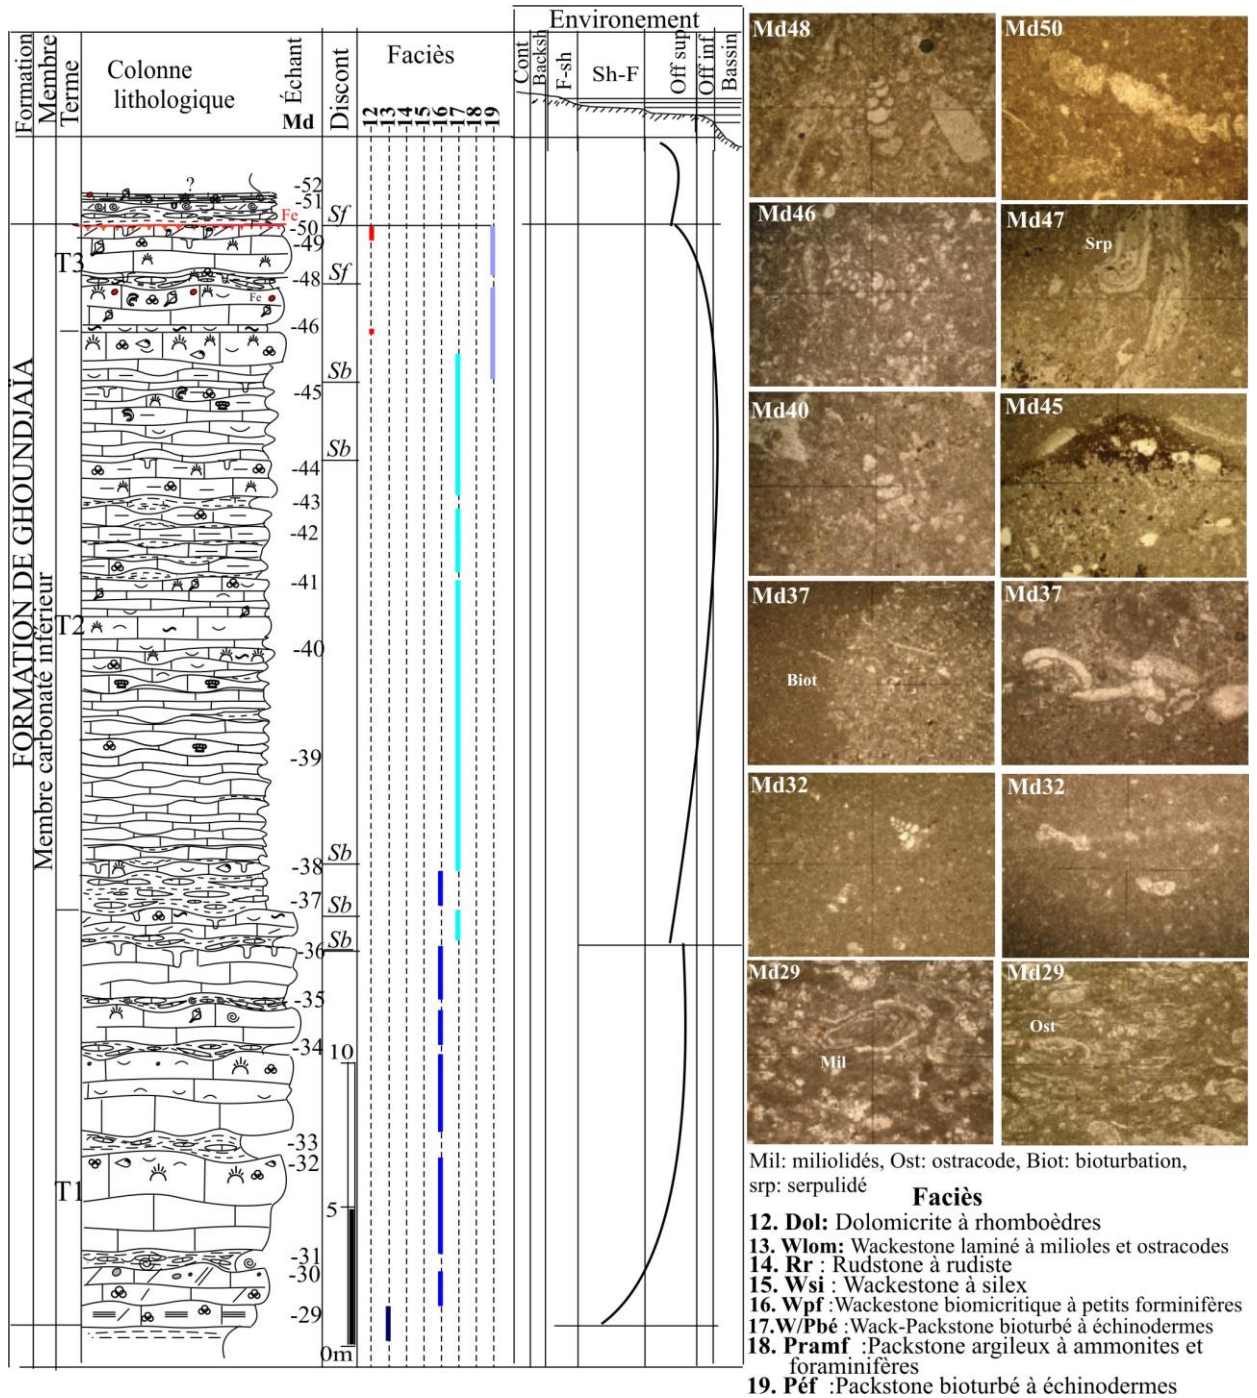 Formation
Membre
Terme
Colonne
lithologique
Échant
Md
Discont
Faciès
12 13 14 15 16 17 18 19
Environement
Cont
Backsh
F-sh
Sh-F
Off sup
Off inf
Bassin
FORMATION DE GHOUNDJAÏA
Membre carbonaté inférieur
T3
T2
T1
?
Fe
Fe
-52
-51
-50
-49
-48
-46
-45
-44
-43
-42
-41
-40
-39
-38
-37
-36
-35
-34
-33
-32
-31
-30
-29
Sf
Sf
Sb
Sb
Sb
Sb
Sb
10
5
0m
Md48
Md50
Md46
Md47
Srp
Md40
Md45
Md37
Biot
Md37
Md32
Md32
Md29
Mil
Md29
Ost
Mil: miliolidés, Ost: ostracode, Biot: bioturbation,
srp: serpulidé
Faciès
12. Dol: Dolomicrite à rhomboèdres
13. Wlom: Wackestone laminé à milioles et ostracodes
14. Rr : Rudstone à rudiste
15. Wsi : Wackestone à silex
16. Wpf :Wackestone biomicritique à petits forminifères
17.W/Pbé :Wack-Packstone bioturbé à échinodermes
18. Pramf :Packstone argileux à ammonites et
foraminifères
19. Péf :Packstone bioturbé à échinodermes